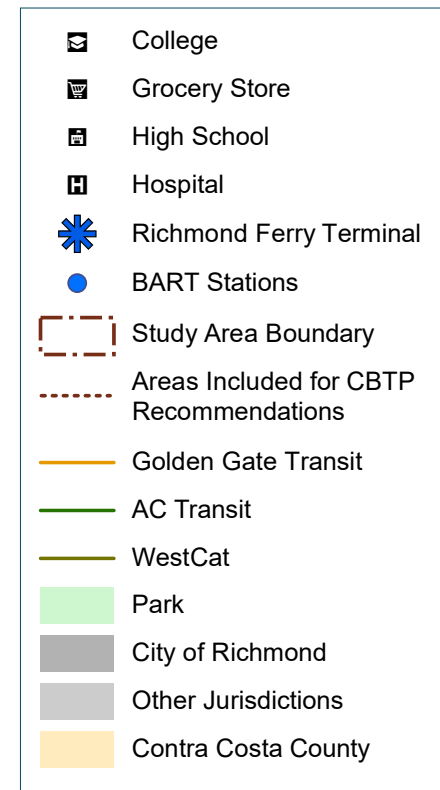 College
Grocery Store
High School
Hospital
Richmond Ferry Terminal
BART Stations
Study Area Boundary
Areas Included for CBTP
Recommendations
Golden Gate Transit
AC Transit
WestCat
Park
City of Richmond
Other Jurisdictions
Contra Costa County